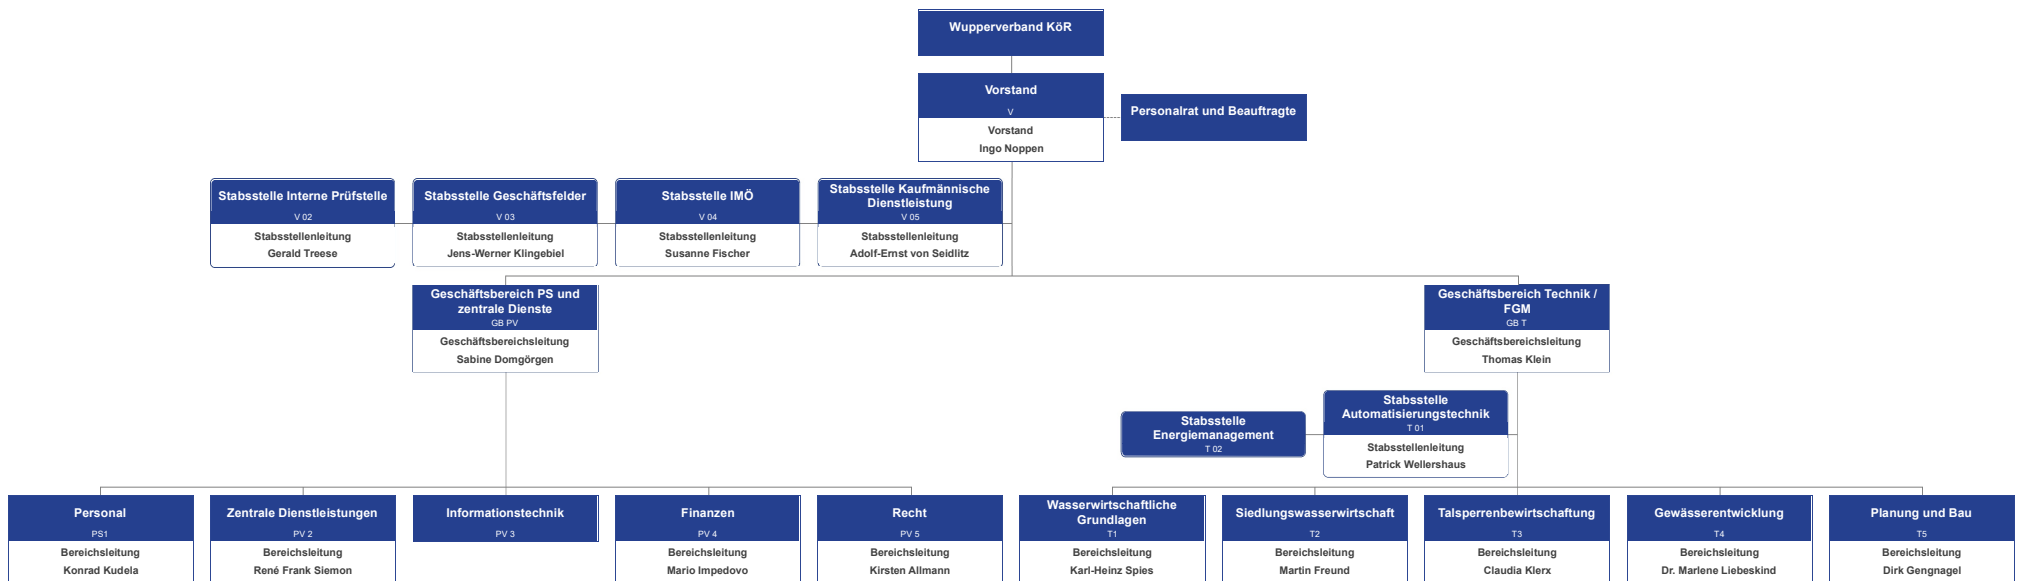 Wupperverband KöR
Vorstand
V
Vorstand
Ingo Noppen
Personalrat und Beauftragte
Stabsstelle Interne Prüfstelle
V 02
Stabsstellenleitung
Gerald Treese
Stabsstelle Geschäftsfelder
V 03
Stabsstellenleitung
Jens-Werner Klingebiel
Stabsstelle IMÖ
V 04
Stabsstellenleitung
Susanne Fischer
Stabsstelle Kaufmännische
Dienstleistung
V 05
Stabsstellenleitung
Adolf-Ernst von Seidlitz
Geschäftsbereich PS und
zentrale Dienste
GB PV
Geschäftsbereichsleitung
Sabine Domgörgen
Geschäftsbereich Technik /
FGM
GB T
Geschäftsbereichsleitung
Thomas Klein
Stabsstelle
Energiemanagement
T 02
Stabsstelle
Automatisierungstechnik
T 01
Stabsstellenleitung
Patrick Wellershaus
Personal
PS1
Bereichsleitung
Konrad Kudela
Zentrale Dienstleistungen
PV 2
Bereichsleitung
René Frank Siemon
Informationstechnik
PV 3
Finanzen
PV 4
Bereichsleitung
Mario Impedovo
Recht
PV 5
Bereichsleitung
Kirsten Allmann
Wasserwirtschaftliche
Grundlagen
T1
Bereichsleitung
Karl-Heinz Spies
Siedlungswasserwirtschaft
T2
Bereichsleitung
Martin Freund
Talsperrenbewirtschaftung
T3
Bereichsleitung
Claudia Klerx
Gewässerentwicklung
T4
Bereichsleitung
Dr. Marlene Liebeskind
Planung und Bau
T5
Bereichsleitung
Dirk Gengnagel